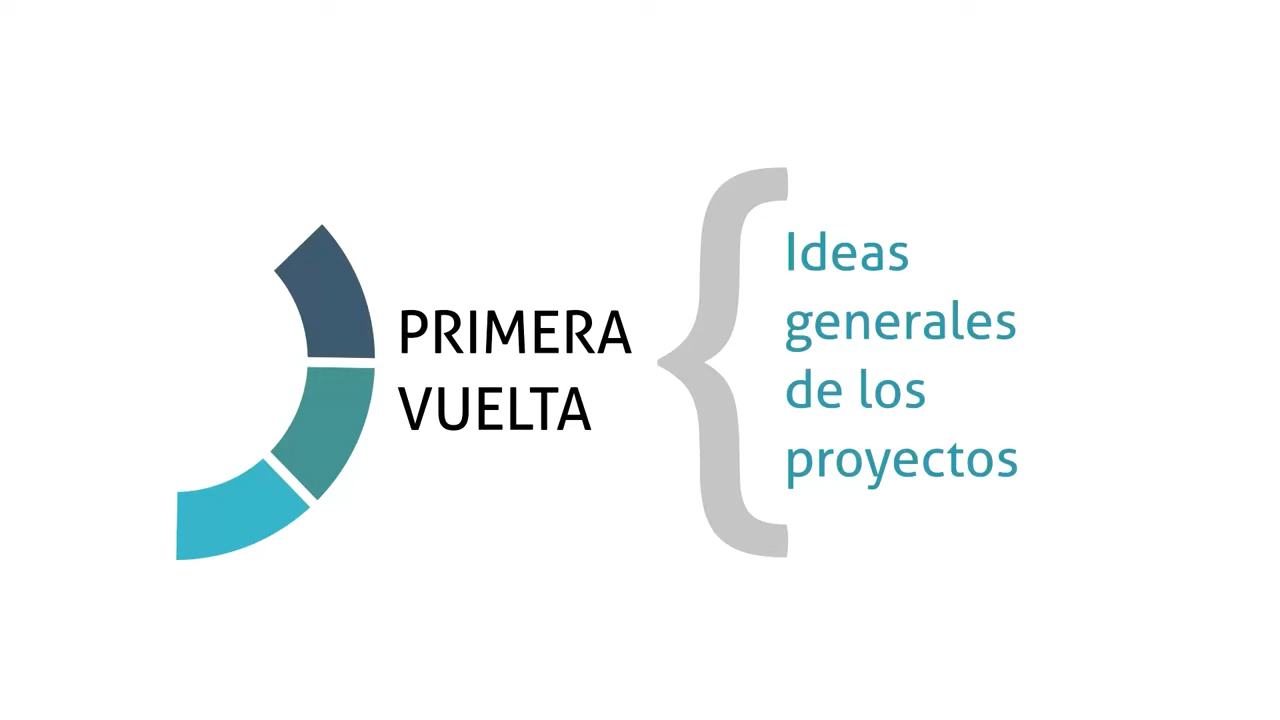 PRIMERA
VUELTA
Ideas
generales
de los
proyectos